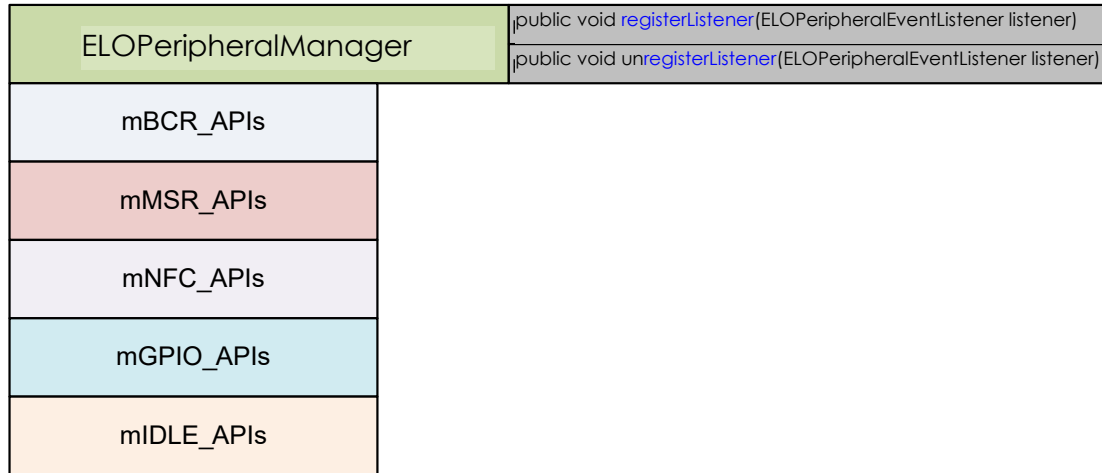 ELOPeripheralManager
public void registerListener(ELOPeripheralEventListener listener)
public void unregisterListener(ELOPeripheralEventListener listener)
mBCR_APIs
mMSR_APIs
mNFC_APIs
mGPIO_APIs
mIDLE_APIs